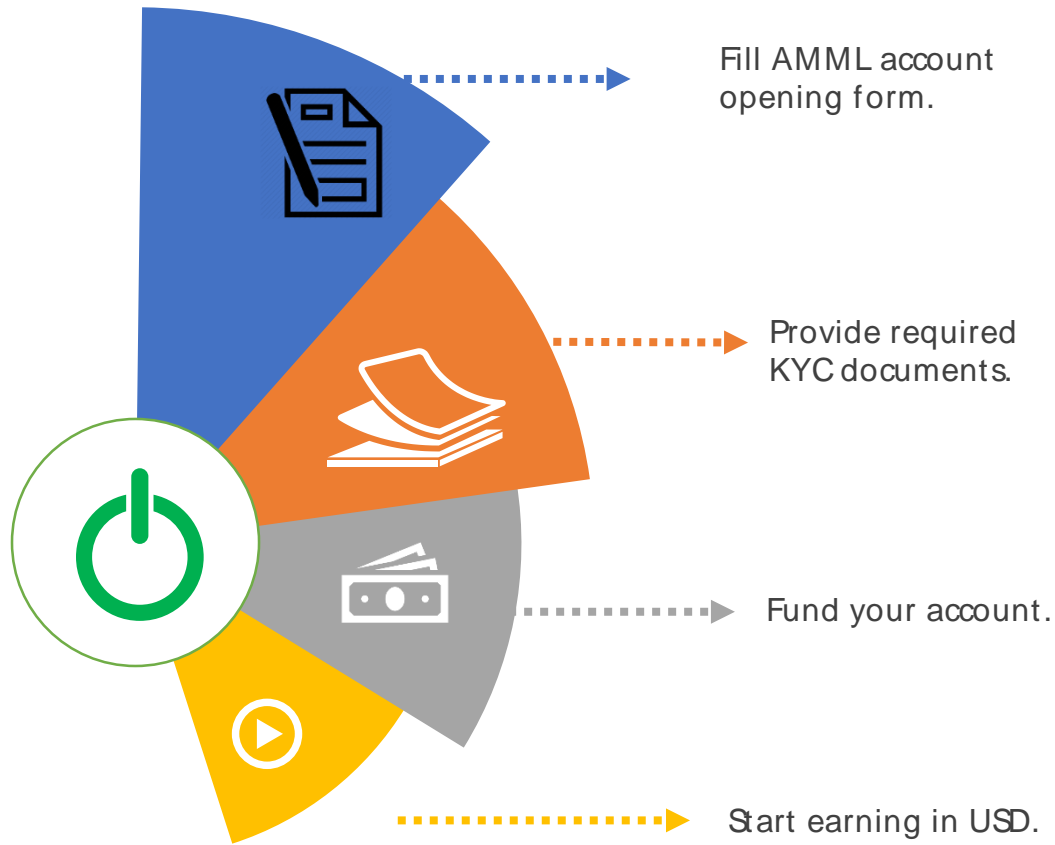 Fill AMML account
opening form.
Provide required
KYC documents.
Fund your account.
Start earning in USD.